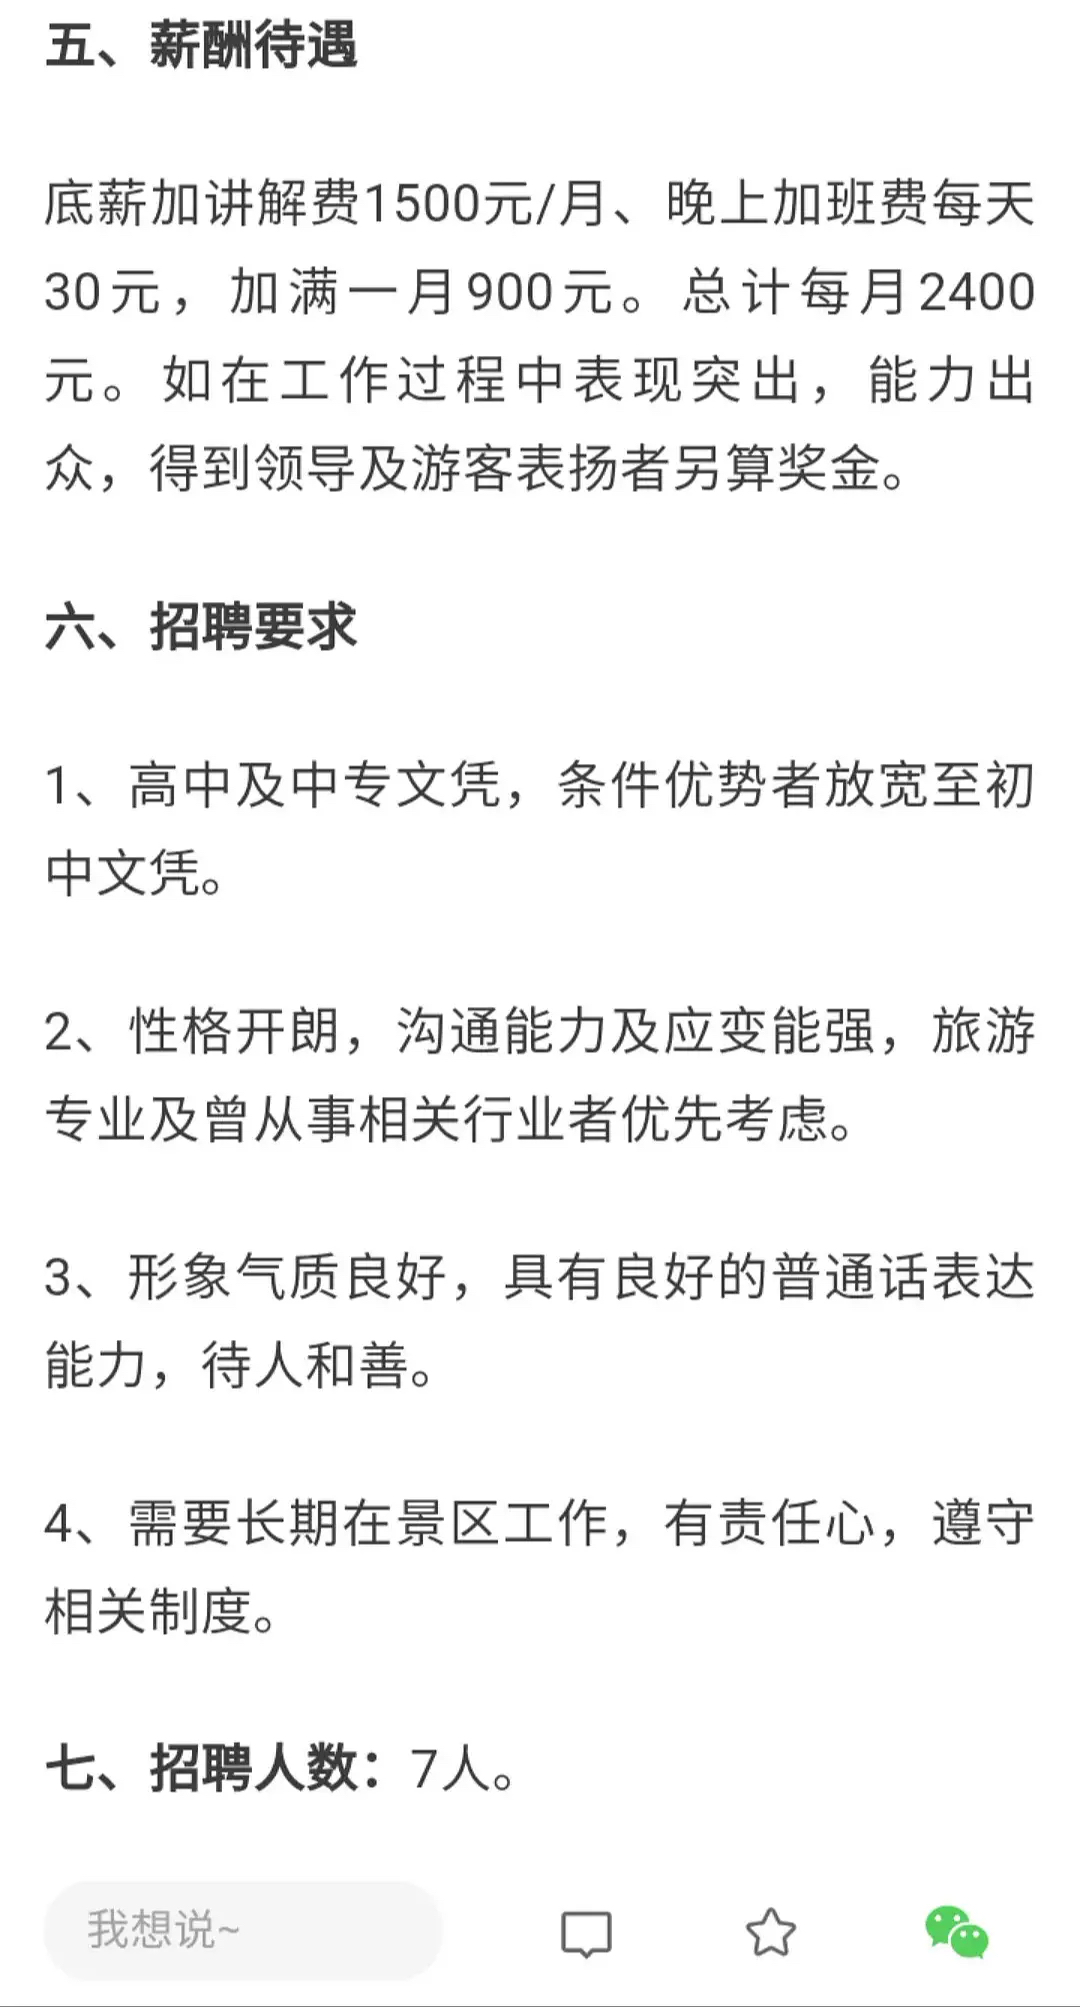 五、薪酬待遇
底薪加讲解费1500元/月、晚上加班费每天
30元，加满一月900元。总计每月2400
元。如在工作过程中表现突出，能力出
众，得到领导及游客表扬者另算奖金。
六、招聘要求
1、高中及中专文凭，条件优势者放宽至初
中文凭。
2、性格开朗，沟通能力及应变能强，旅游
专业及曾从事相关行业者优先考虑。
3、形象气质良好，具有良好的普通话表达
能力，待人和善。
4、需要长期在景区工作，有责任心，遵守
相关制度。
七、招聘人数：7人。
我想说~